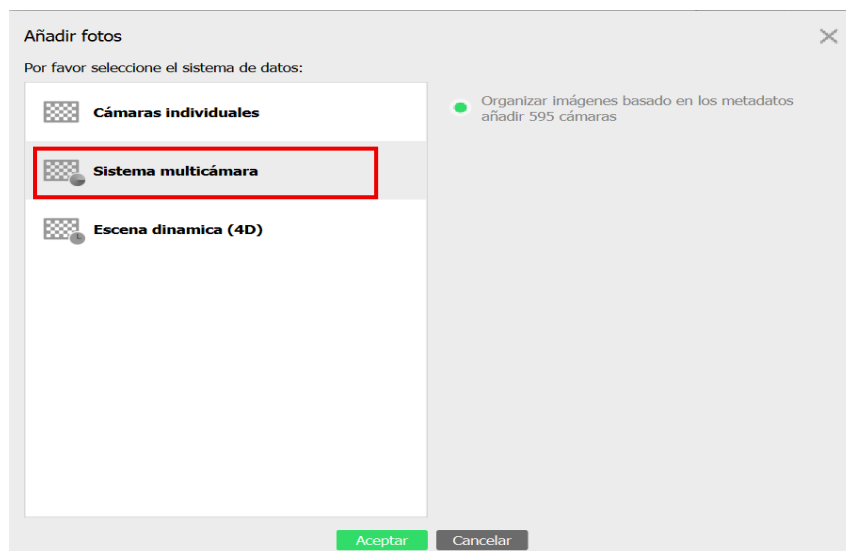 Añadir fotos
Por favor seleccione el sistema de datos:
Cámaras individuales
Sistema multicámara
Escena dinamica (4D)
Organizar imágenes basado en los metadatos
añadir 595 cámaras
Aceptar
Cancelar